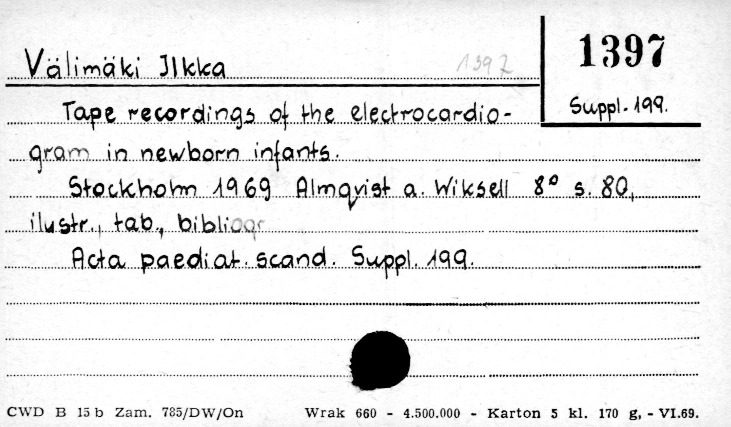 Välimäki Ilkka 1397
1397
Suppl. 199.
Tape recordings of the electrocardio-
gram in newborn infants.
Stockholm 1969 Almqvist a. Wiksell 8° s. 80,
ilustr., tab., bibliogr
Acta paediat. scand. Suppl. 199.
CWD B 15 b Zam. 785/DW/On Wrak 660 - 4.500.000 - Karton 5 kl. 170 g, - VI.69.